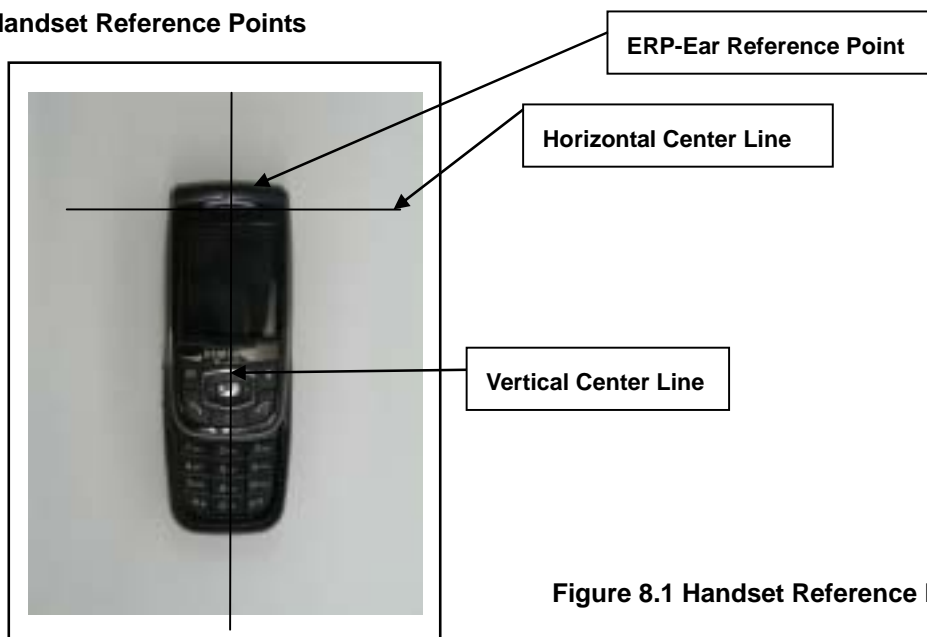 Handset Reference Points
ERP-Ear Reference Point
Horizontal Center Line
Vertical Center Line
Figure 8.1 Handset Reference